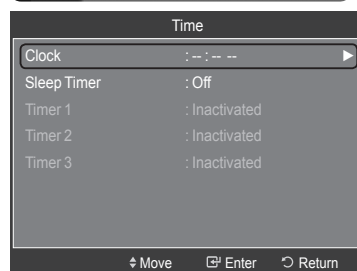 Time
Clock : -- : -- --
Sleep Timer : Off
Timer 1 : Inactivated
Timer 2 : Inactivated
Timer 3 : Inactivated
Move Enter Return